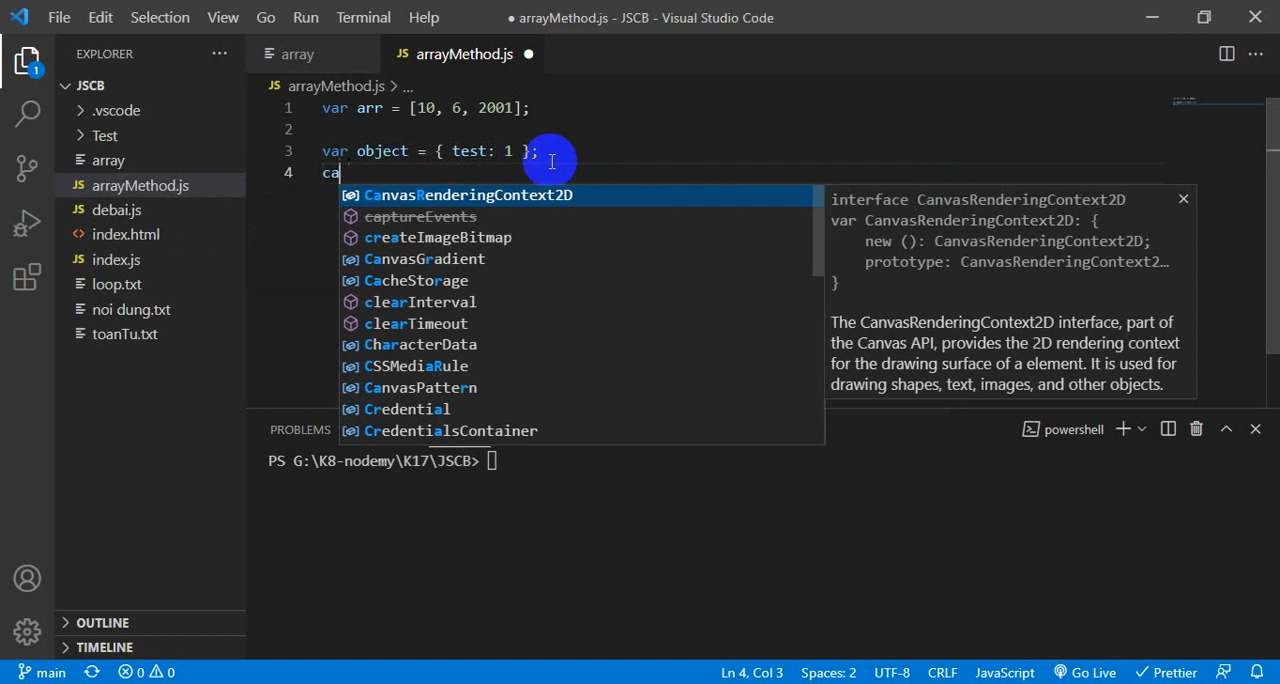 File Edit Selection View Go Run Terminal Help ● arrayMethod.js - JSCB - Visual Studio Code
EXPLORER ···
array
JS arrayMethod.js ●
1
JSCB
JS arrayMethod.js > ...
.vscode
Test
array
arrayMethod.js
JS debai.js
<> index.html
JS index.js
loop.txt
noi dung.txt
toanTu.txt
1 var arr = [10, 6, 2001];
2
3 var object = { test: 1 };
4 ca
CanvasRenderingContext2D
captureEvents
createImageBitmap
CanvasGradient
CacheStorage
clearInterval
clearTimeout
CharacterData
CSSMediaRule
CanvasPattern
Credential
CredentialsContainer
interface CanvasRenderingContext2D
var CanvasRenderingContext2D: {
new (): CanvasRenderingContext2D;
prototype: CanvasRenderingContext2…
}
The CanvasRenderingContext2D interface, part of
the Canvas API, provides the 2D rendering context
for the drawing surface of a element. It is used for
drawing shapes, text, images, and other objects.
PROBLEMS
powershell
PS G:\K8-nodemy\K17\JSCB>
OUTLINE
TIMELINE
main 0 0 Ln 4, Col 3 Spaces: 2 UTF-8 CRLF JavaScript Go Live Prettier